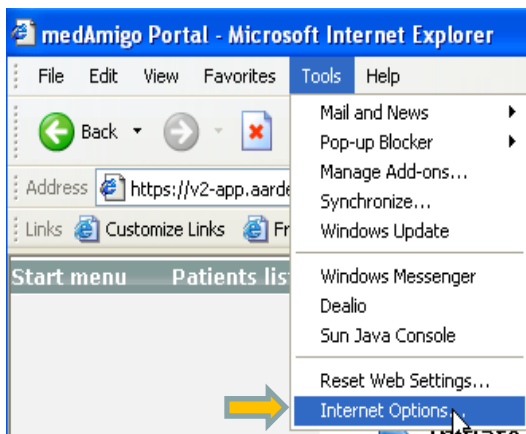 medAmigo Portal - Microsoft Internet Explorer
File Edit View Favorites Tools Help
Back
Address https://v2-app.aarde
Links Customize Links Fr
Start menu Patients lis
Mail and News
Pop-up Blocker
Manage Add-ons...
Synchronize...
Windows Update
Windows Messenger
Dealio
Sun Java Console
Reset Web Settings...
Internet Options...